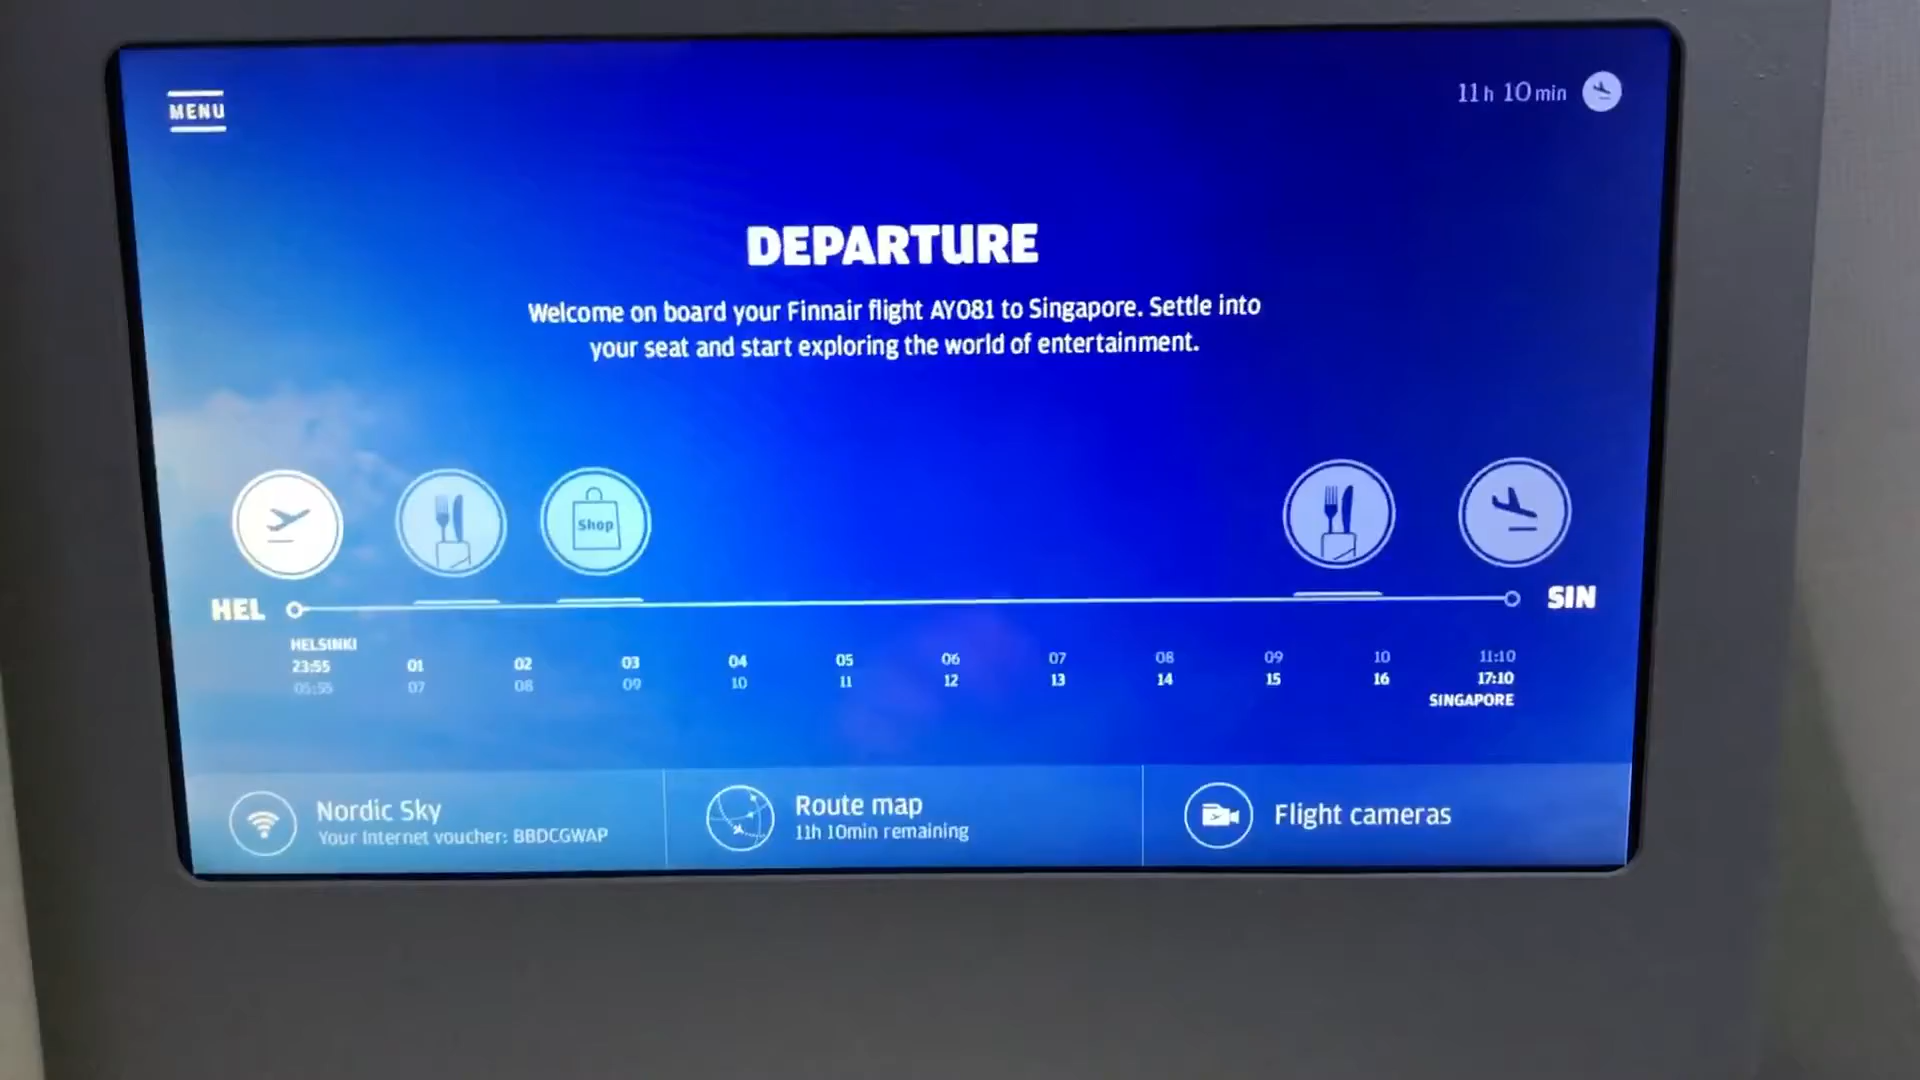 MENU
11h 10min
DEPARTURE
Welcome on board your Finnair flight AY081 to Singapore. Settle into
your seat and start exploring the world of entertainment.
Shop
HEL
SIN
HELSINKI
23:55 01 02 03 04 05 06 07 08 09 10 11:10
05:55 07 08 09 10 11 12 13 14 15 16 17:10
SINGAPORE
Nordic Sky
Your Internet voucher: BBDCGWAP
Route map
11h 10min remaining
Flight cameras